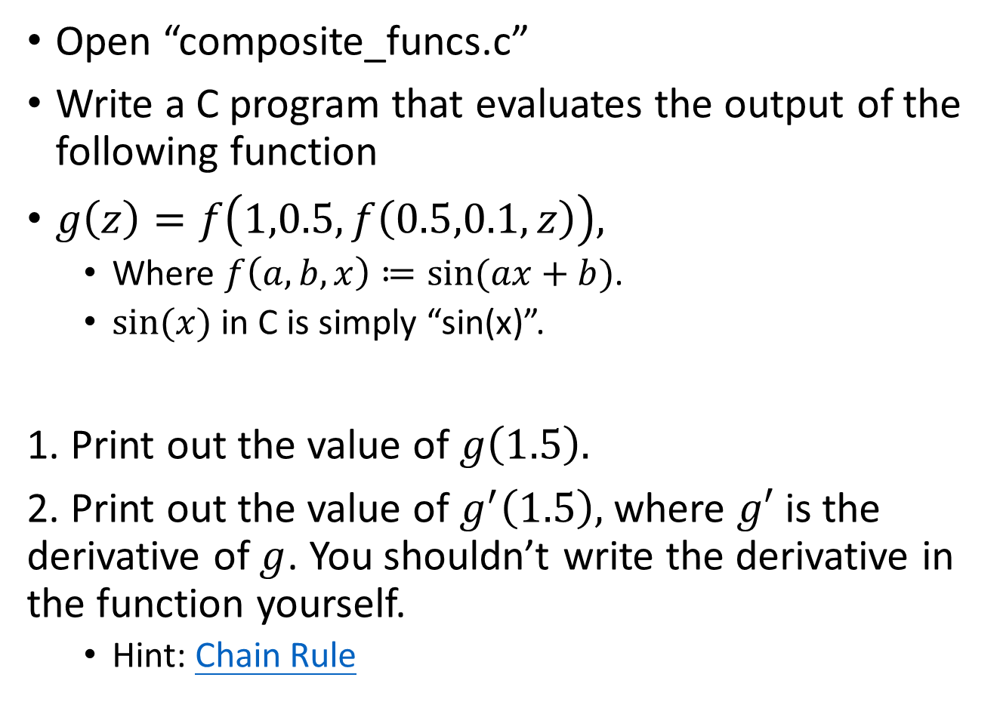 • Open “composite_funcs.c”
• Write a C program that evaluates the output of the
following function
• g(z) = f(1,0.5, f(0.5,0.1, z)),
• Where f(a, b, x) ≔ sin(ax + b).
• sin(x) in C is simply “sin(x)”.
1. Print out the value of g(1.5).
2. Print out the value of g′(1.5), where g′ is the
derivative of g. You shouldn’t write the derivative in
the function yourself.
• Hint: Chain Rule